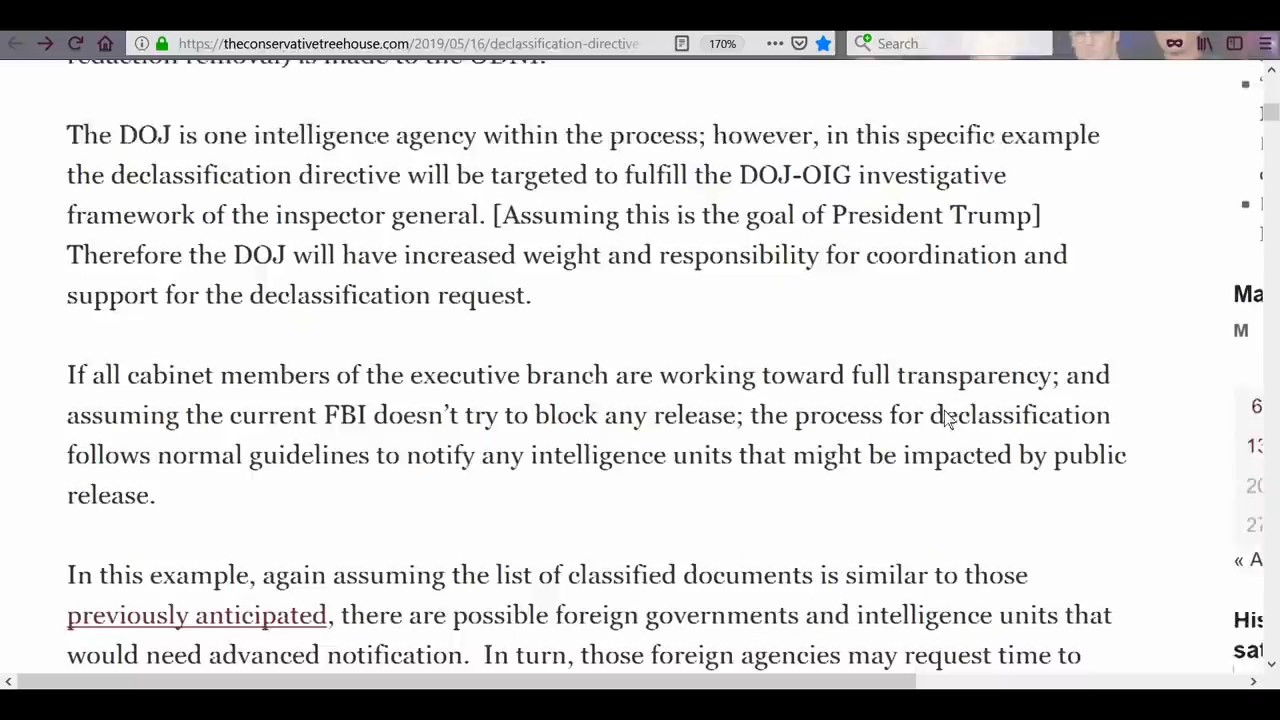 https://theconservativetreehouse.com/2019/05/16/declassification-directive
170%
Search...
The DOJ is one intelligence agency within the process; however, in this specific example
the declassification directive will be targeted to fulfill the DOJ-OIG investigative
framework of the inspector general. [Assuming this is the goal of President Trump]
Therefore the DOJ will have increased weight and responsibility for coordination and
support for the declassification request.
If all cabinet members of the executive branch are working toward full transparency; and
assuming the current FBI doesn't try to block any release; the process for declassification
follows normal guidelines to notify any intelligence units that might be impacted by public
release.
In this example, again assuming the list of classified documents is similar to those
previously anticipated, there are possible foreign governments and intelligence units that
would need advanced notification. In turn, those foreign agencies may request time to
Ma
M
6
13
20
27
« A
His
sat